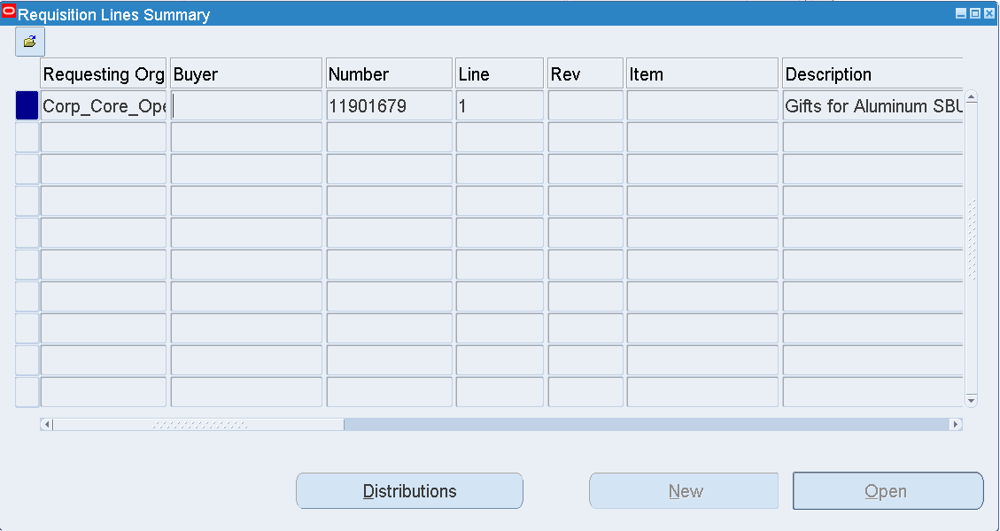 Requisition Lines Summary
Requesting Org Buyer Number Line Rev Item Description
Corp_Core_Ope 11901679 1 Gifts for Aluminum SBU
Distributions New Open